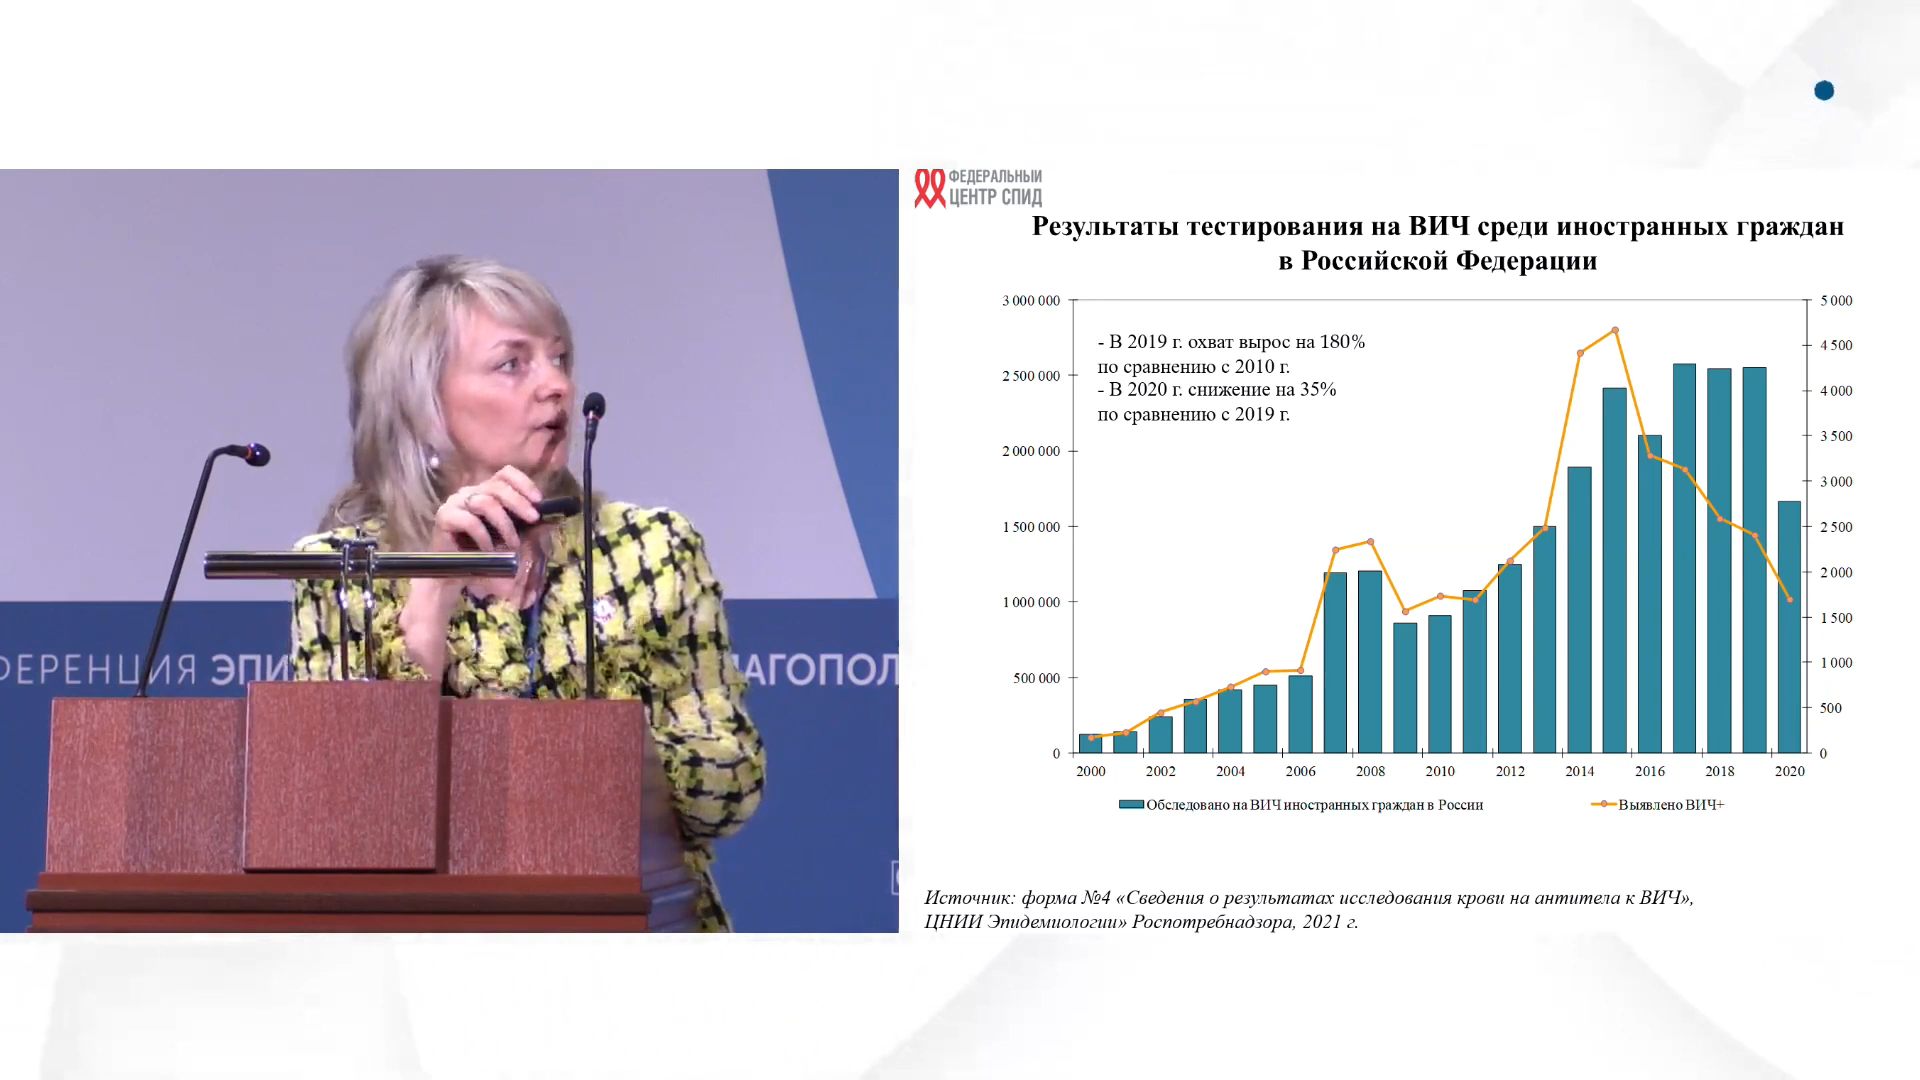 ФЕРЕНЦИЯ ЭПИ
ЛАГОПОЛ
ФЕДЕРАЛЬНЫЙ
ЦЕНТР СПИД
Результаты тестирования на ВИЧ среди иностранных граждан
в Российской Федерации
- В 2019 г. охват вырос на 180%
по сравнению с 2010 г.
- В 2020 г. снижение на 35%
по сравнению с 2019 г.
3 000 000
2 500 000
2 000 000
1 500 000
1 000 000
500 000
0
5 000
4 500
4 000
3 500
3 000
2 500
2 000
1 500
1 000
500
0
2000 2002 2004 2006 2008 2010 2012 2014 2016 2018 2020
Обследовано на ВИЧ иностранных граждан в России Выявлено ВИЧ+
Источник: форма №4 «Сведения о результатах исследования крови на антитела к ВИЧ»,
ЦНИИ Эпидемиологии» Роспотребнадзора, 2021 г.